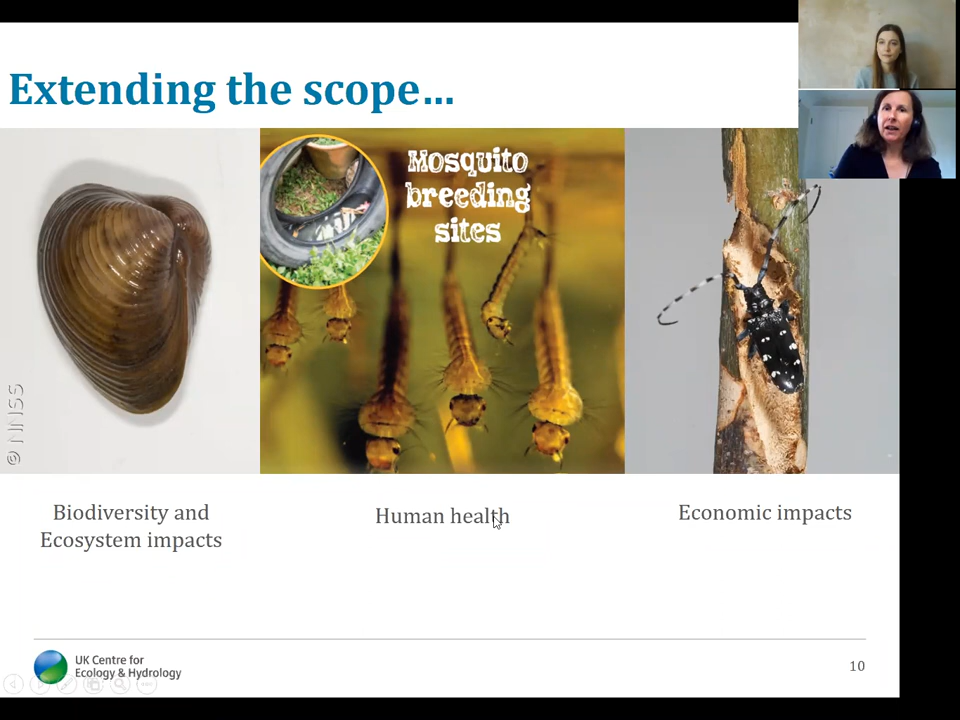 Extending the scope...
Mosquito
breeding
sites
© NNSS
Biodiversity and
Ecosystem impacts
Human health
Economic impacts
UK Centre for
Ecology & Hydrology
10